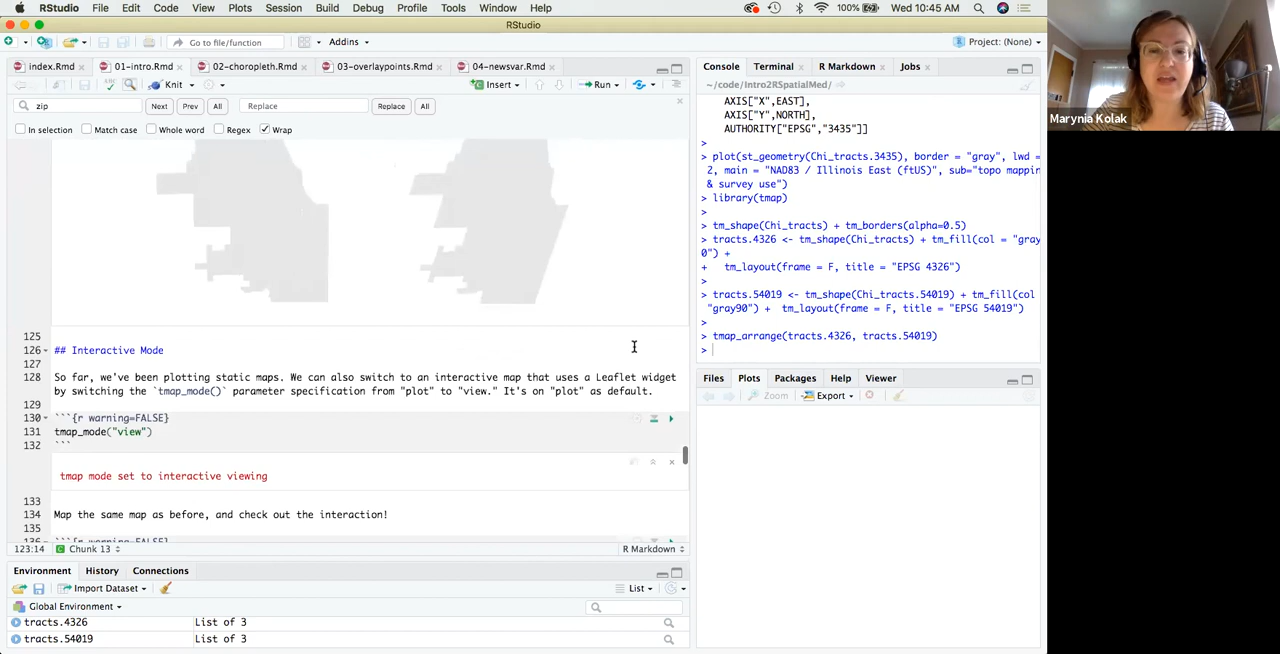 RStudio File Edit Code View Plots Session Build Debug Profile Tools Window Help 100% Wed 10:45 AM
RStudio
Go to file/function Addins Project: (None)
index.Rmd 01-intro.Rmd 02-choropleth.Rmd 03-overlaypoints.Rmd 04-newsvar.Rmd
Knit Insert Run
zip Next Prev All Replace Replace All
In selection Match case Whole word Regex Wrap
125
126 ## Interactive Mode
127
128 So far, we've been plotting static maps. We can also switch to an interactive map that uses a Leaflet widget
by switching the `tmap_mode()` parameter specification from "plot" to "view." It's on "plot" as default.
129
130 ```{r warning=FALSE}
131 tmap_mode("view")
132 ```
tmap mode set to interactive viewing
133
134 Map the same map as before, and check out the interaction!
135
136 ```{r warning=FALSE}
123:14 Chunk 13 R Markdown
Environment History Connections
Import Dataset List
Global Environment
tracts.4326 List of 3
tracts.54019 List of 3
Console Terminal R Markdown Jobs
~/code/Intro2RSpatialMed/
AXIS["X",EAST],
AXIS["Y",NORTH],
AUTHORITY["EPSG","3435"]]
>
> plot(st_geometry(Chi_tracts.3435), border = "gray", lwd =
2, main = "NAD83 / Illinois East (ftUS)", sub="topo mappin
& survey use")
> library(tmap)
>
> tm_shape(Chi_tracts) + tm_borders(alpha=0.5)
> tracts.4326 <- tm_shape(Chi_tracts) + tm_fill(col = "gray
0") +
+ tm_layout(frame = F, title = "EPSG 4326")
>
> tracts.54019 <- tm_shape(Chi_tracts.54019) + tm_fill(col
"gray90") + tm_layout(frame = F, title = "EPSG 54019")
>
> tmap_arrange(tracts.4326, tracts.54019)
>
Files Plots Packages Help Viewer
Zoom Export
Marynia Kolak